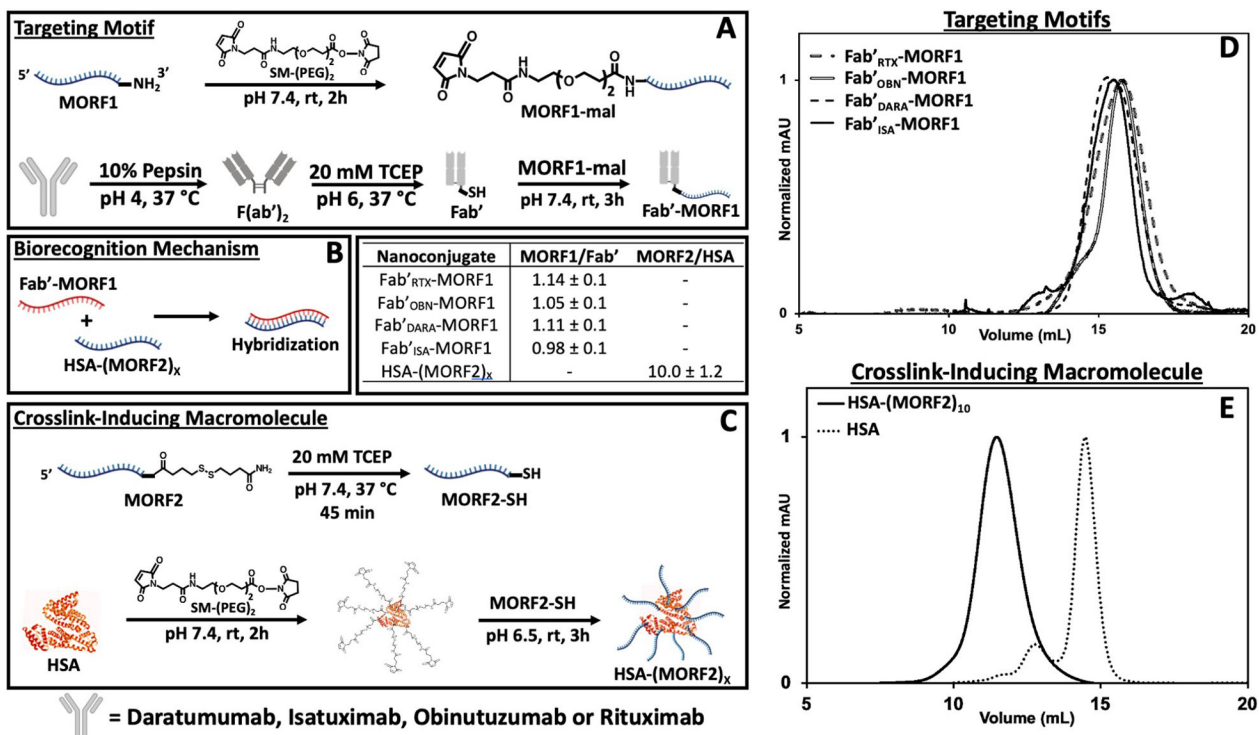 Targeting Motif
A
5'
3'
NH2
MORF1
SM-(PEG)2
pH 7.4, rt, 2h
MORF1-mal
10% Pepsin
pH 4, 37 °C
F(ab')2
20 mM TCEP
pH 6, 37 °C
SH
Fab'
MORF1-mal
pH 7.4, rt, 3h
Fab'-MORF1
Biorecognition Mechanism
B
Fab'-MORF1
+
HSA-(MORF2)X
Hybridization
Nanoconjugate MORF1/Fab' MORF2/HSA
Fab'RTX-MORF1 1.14 ± 0.1 -
Fab'OBN-MORF1 1.05 ± 0.1 -
Fab'DARA-MORF1 1.11 ± 0.1 -
Fab'ISA-MORF1 0.98 ± 0.1 -
HSA-(MORF2)x - 10.0 ± 1.2
Crosslink-Inducing Macromolecule
C
5'
MORF2
20 mM TCEP
pH 7.4, 37 °C
45 min
SH
MORF2-SH
HSA
SM-(PEG)2
pH 7.4, rt, 2h
MORF2-SH
pH 6.5, rt, 3h
HSA-(MORF2)X
= Daratumumab, Isatuximab, Obinutuzumab or Rituximab
Targeting Motifs
D
Fab'RTX-MORF1
Fab'OBN-MORF1
Fab'DARA-MORF1
Fab'ISA-MORF1
Normalized mAU
1
0
5 10 15 20
Volume (mL)
Crosslink-Inducing Macromolecule
E
HSA-(MORF2)10
HSA
Normalized mAU
1
0
5 10 15 20
Volume (mL)